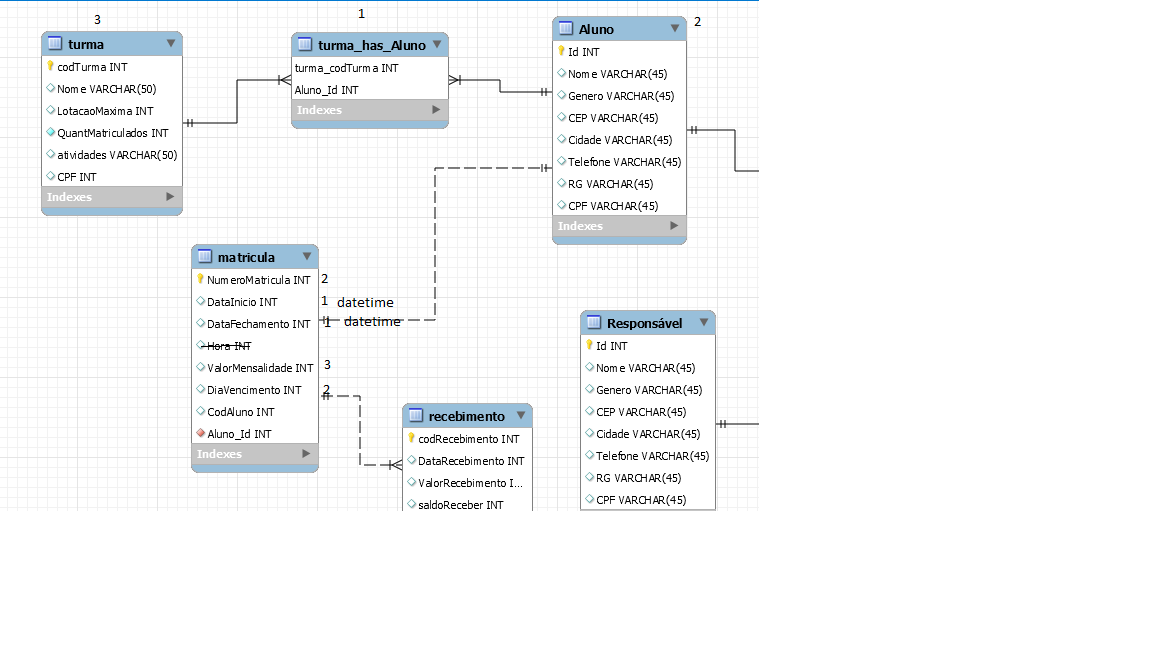 3
turma
codTurma INT
Nome VARCHAR(50)
LotacaoMaxima INT
QuantMatriculados INT
atividades VARCHAR(50)
CPF INT
Indexes
1
turma_has_Aluno
turma_codTurma INT
Aluno_Id INT
Indexes
2
Aluno
Id INT
Nome VARCHAR(45)
Genero VARCHAR(45)
CEP VARCHAR(45)
Cidade VARCHAR(45)
Telefone VARCHAR(45)
RG VARCHAR(45)
CPF VARCHAR(45)
Indexes
matricula
NumeroMatricula INT 2
DataInicio INT 1 datetime
DataFechamento INT 1 datetime
Hora INT
ValorMensalidade INT 3
DiaVencimento INT 2
CodAluno INT
Aluno_Id INT
Indexes
recebimento
codRecebimento INT
DataRecebimento INT
ValorRecebimento I...
saldoReceber INT
Responsável
Id INT
Nome VARCHAR(45)
Genero VARCHAR(45)
CEP VARCHAR(45)
Cidade VARCHAR(45)
Telefone VARCHAR(45)
RG VARCHAR(45)
CPF VARCHAR(45)